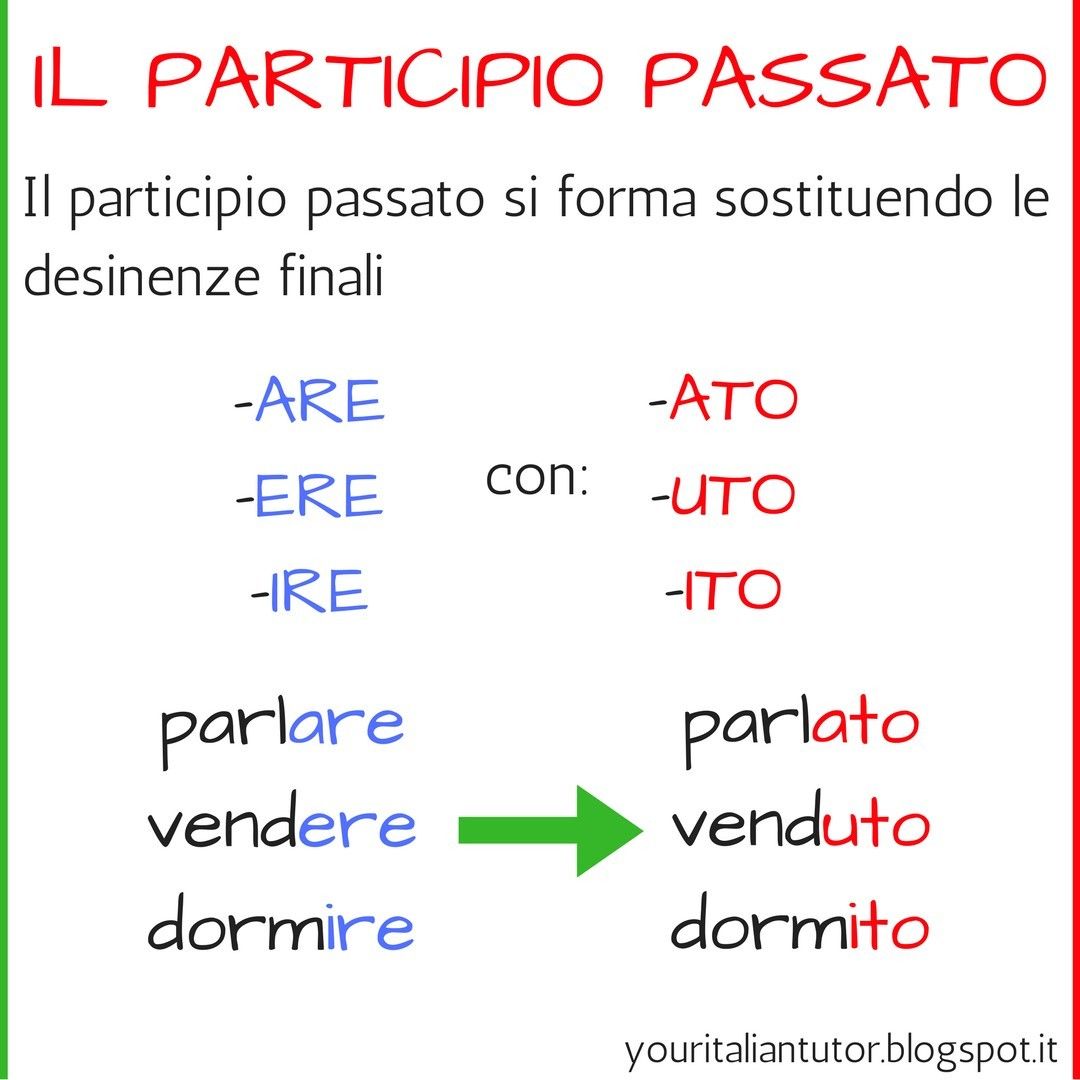 IL PARTICIPIO PASSATO
Il participio passato si forma sostituendo le
desinenze finali
-ARE -ATO
con:
-ERE -UTO
-IRE -ITO
parlare parlato
vendere venduto
dormire dormito
youritaliantutor.blogspot.it